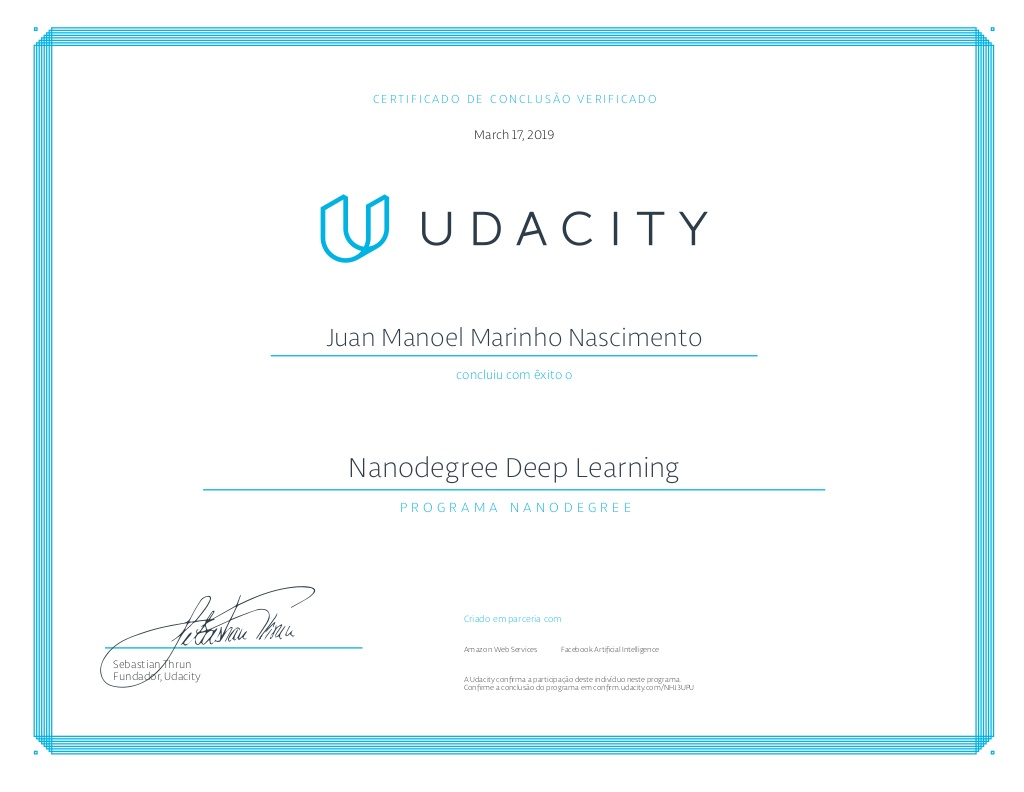 CERTIFICADO DE CONCLUSÃO VERIFICADO
March 17, 2019
UDACITY
Juan Manoel Marinho Nascimento
concluiu com êxito o
Nanodegree Deep Learning
PROGRAMA NANODEGREE
Sebastian Thrun
Sebastian Thrun
Fundador, Udacity
Criado em parceria com
Amazon Web Services Facebook Artificial Intelligence
A Udacity confirma a participação deste indivíduo neste programa.
Confirme a conclusão do programa em confirm.udacity.com/NHJ3UPU